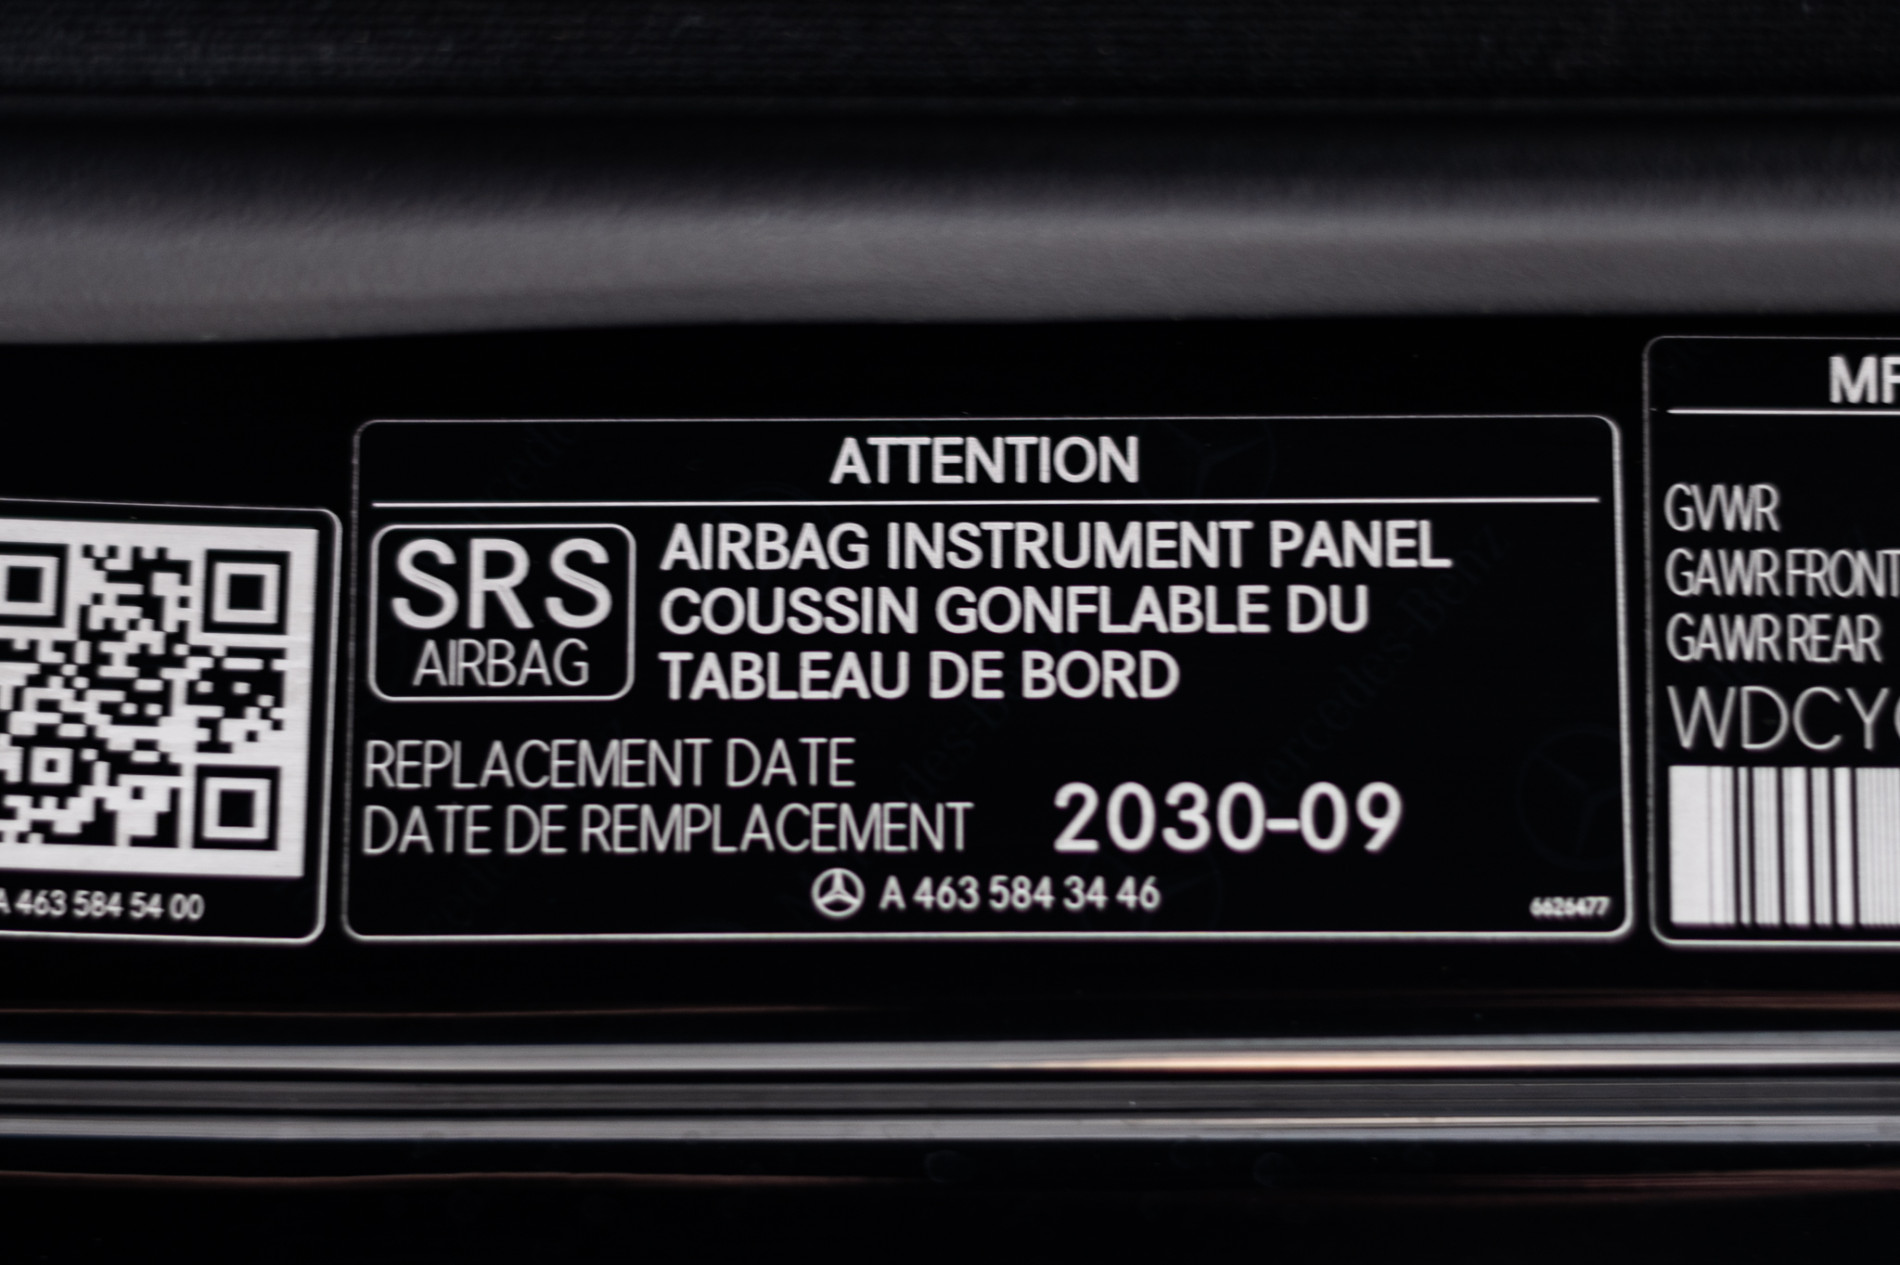 A 463 584 54 00
ATTENTION
SRS
AIRBAG
AIRBAG INSTRUMENT PANEL
COUSSIN GONFLABLE DU
TABLEAU DE BORD
REPLACEMENT DATE
DATE DE REMPLACEMENT
2030-09
A 463 584 34 46
6626477
GVWR
GAWR FRONT
GAWR REAR